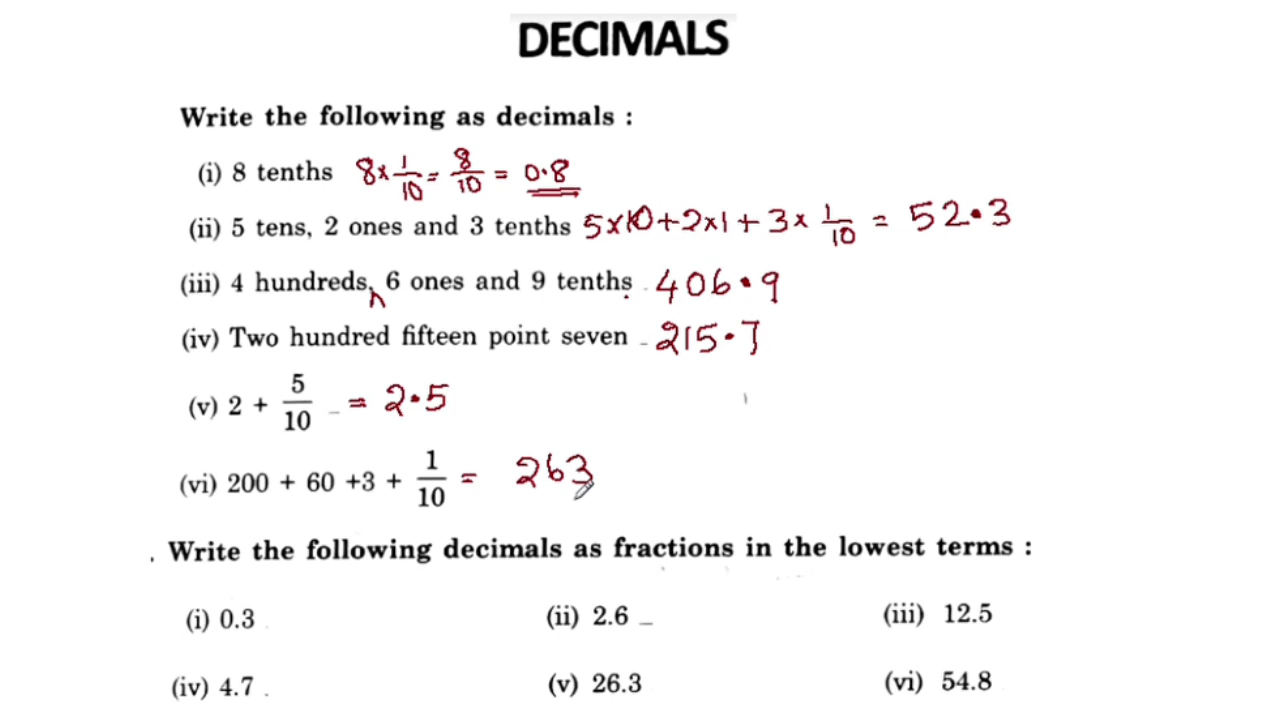 DECIMALS
Write the following as decimals :
(i) 8 tenths 8 × 1/10 = 8/10 = 0.8
(ii) 5 tens, 2 ones and 3 tenths 5×10+2×1+3× 1/10 = 52.3
(iii) 4 hundreds, 6 ones and 9 tenths 406.9
(iv) Two hundred fifteen point seven 215.7
(v) 2 + 5/10 = 2.5
(vi) 200 + 60 +3 + 1/10 = 263
Write the following decimals as fractions in the lowest terms :
(i) 0.3 (ii) 2.6 (iii) 12.5
(iv) 4.7 (v) 26.3 (vi) 54.8